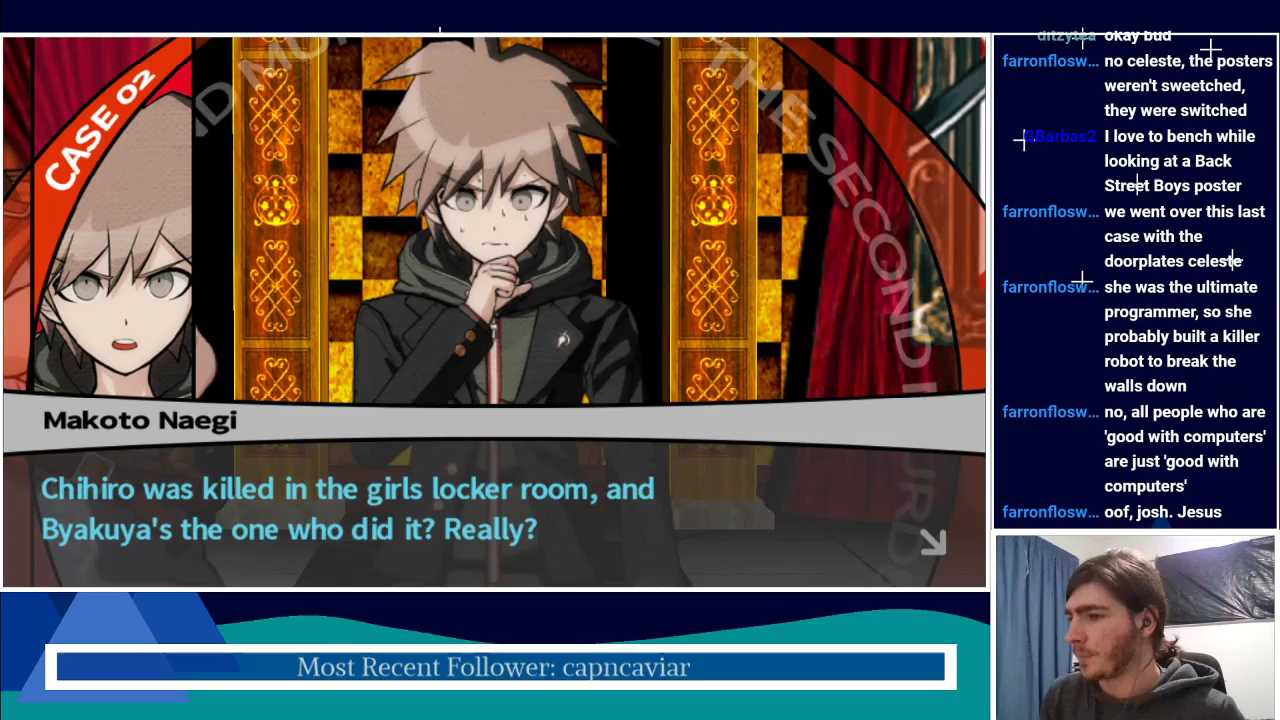 CASE 02
THE SECOND
Makoto Naegi
Chihiro was killed in the girls locker room, and
Byakuya's the one who did it? Really?
ditzytea okay bud
farronflosw... no celeste, the posters
weren't sweetched,
they were switched
GBarbas2 I love to bench while
looking at a Back
Street Boys poster
farronflosw... we went over this last
case with the
doorplates celeste
farronflosw... she was the ultimate
programmer, so she
probably built a killer
robot to break the
walls down
farronflosw... no, all people who are
'good with computers'
are just 'good with
computers'
farronflosw... oof, josh. Jesus
Most Recent Follower: capncaviar